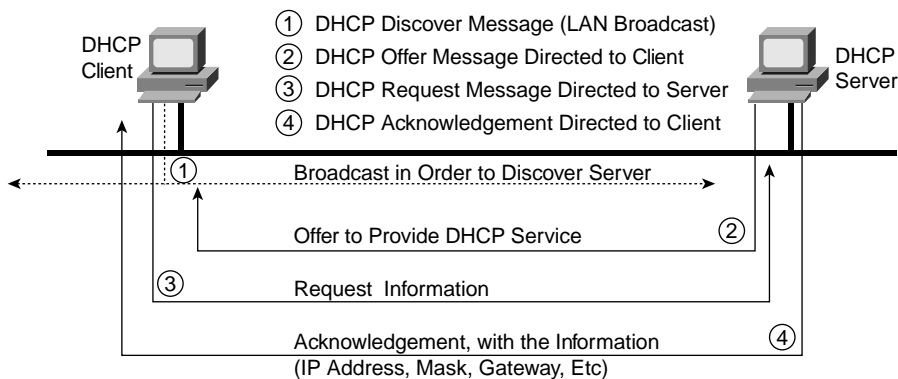 DHCP
Client
① DHCP Discover Message (LAN Broadcast)
② DHCP Offer Message Directed to Client
③ DHCP Request Message Directed to Server
④ DHCP Acknowledgement Directed to Client
DHCP
Server
① Broadcast in Order to Discover Server
Offer to Provide DHCP Service ②
③ Request Information
Acknowledgement, with the Information ④
(IP Address, Mask, Gateway, Etc)